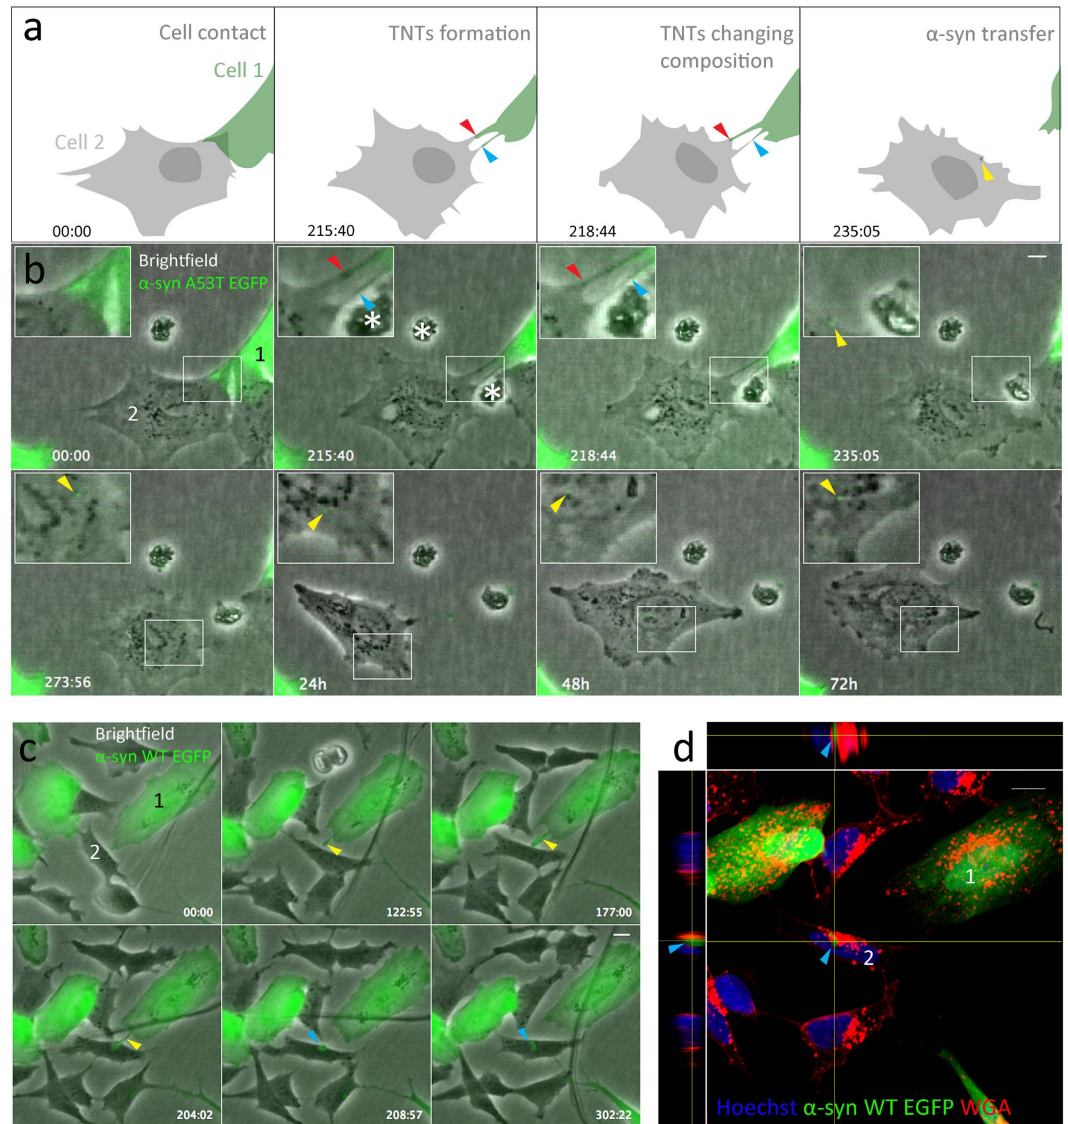 a
Cell contact
Cell 1
Cell 2
00:00
TNTs formation
215:40
TNTs changing
composition
218:44
α-syn transfer
235:05
b
Brightfield
α-syn A53T EGFP
1
2
00:00
*
*
*
215:40
218:44
235:05
273:56
24h
48h
72h
c
Brightfield
α-syn WT EGFP
1
2
00:00
122:55
177:00
204:02
208:57
302:22
d
1
2
Hoechst α-syn WT EGFP WGA